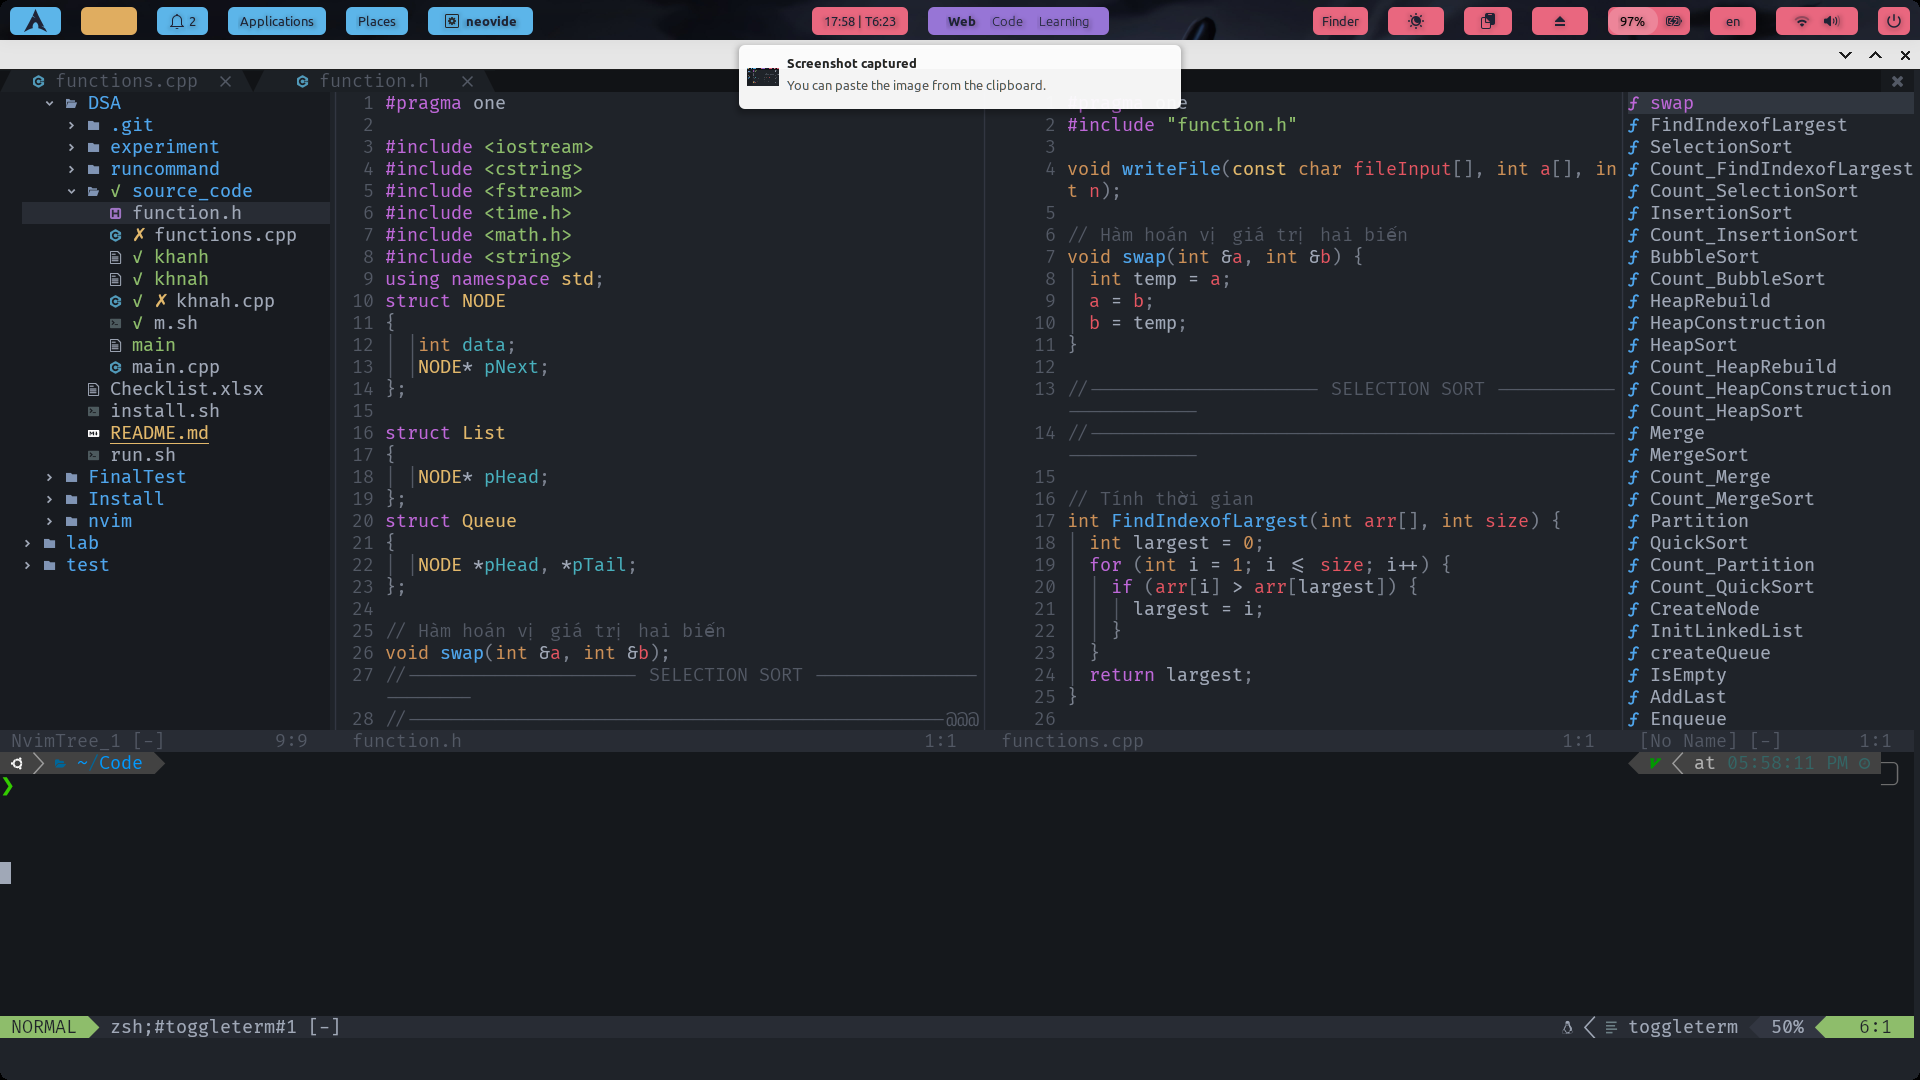 2 Applications Places neovide 17:58 | T6:23 Web Code Learning Finder 97% en
Screenshot captured
You can paste the image from the clipboard.
functions.cpp function.h
DSA
.git
experiment
runcommand
source_code
function.h
functions.cpp
khanh
khnah
khnah.cpp
m.sh
main
main.cpp
Checklist.xlsx
install.sh
README.md
run.sh
FinalTest
Install
nvim
lab
test
NvimTree_1 [-] 9:9
1 #pragma one
2
3 #include <iostream>
4 #include <cstring>
5 #include <fstream>
6 #include <time.h>
7 #include <math.h>
8 #include <string>
9 using namespace std;
10 struct NODE
11 {
12 int data;
13 NODE* pNext;
14 };
15
16 struct List
17 {
18 NODE* pHead;
19 };
20 struct Queue
21 {
22 NODE *pHead, *pTail;
23 };
24
25 // Hàm hoán vị giá trị hai biến
26 void swap(int &a, int &b);
27 //--------------------- SELECTION SORT ---------------
--------
28 //-------------------------------------------------@@@
function.h 1:1
2 #include "function.h"
3
4 void writeFile(const char fileInput[], int a[], in
t n);
5
6 // Hàm hoán vị giá trị hai biến
7 void swap(int &a, int &b) {
8 int temp = a;
9 a = b;
10 b = temp;
11 }
12
13 //--------------------- SELECTION SORT -----------
------------
14 //------------------------------------------------
------------
15
16 // Tính thời gian
17 int FindIndexofLargest(int arr[], int size) {
18 int largest = 0;
19 for (int i = 1; i <= size; i++) {
20 if (arr[i] > arr[largest]) {
21 largest = i;
22 }
23 }
24 return largest;
25 }
26
functions.cpp 1:1
swap
FindIndexofLargest
SelectionSort
Count_FindIndexofLargest
Count_SelectionSort
InsertionSort
Count_InsertionSort
BubbleSort
Count_BubbleSort
HeapRebuild
HeapConstruction
HeapSort
Count_HeapRebuild
Count_HeapConstruction
Count_HeapSort
Merge
MergeSort
Count_Merge
Count_MergeSort
Partition
QuickSort
Count_Partition
Count_QuickSort
CreateNode
InitLinkedList
createQueue
IsEmpty
AddLast
Enqueue
[No Name] [-] 1:1
~/Code at 05:58:11 PM
❯
NORMAL zsh;#toggleterm#1 [-] toggleterm 50% 6:1